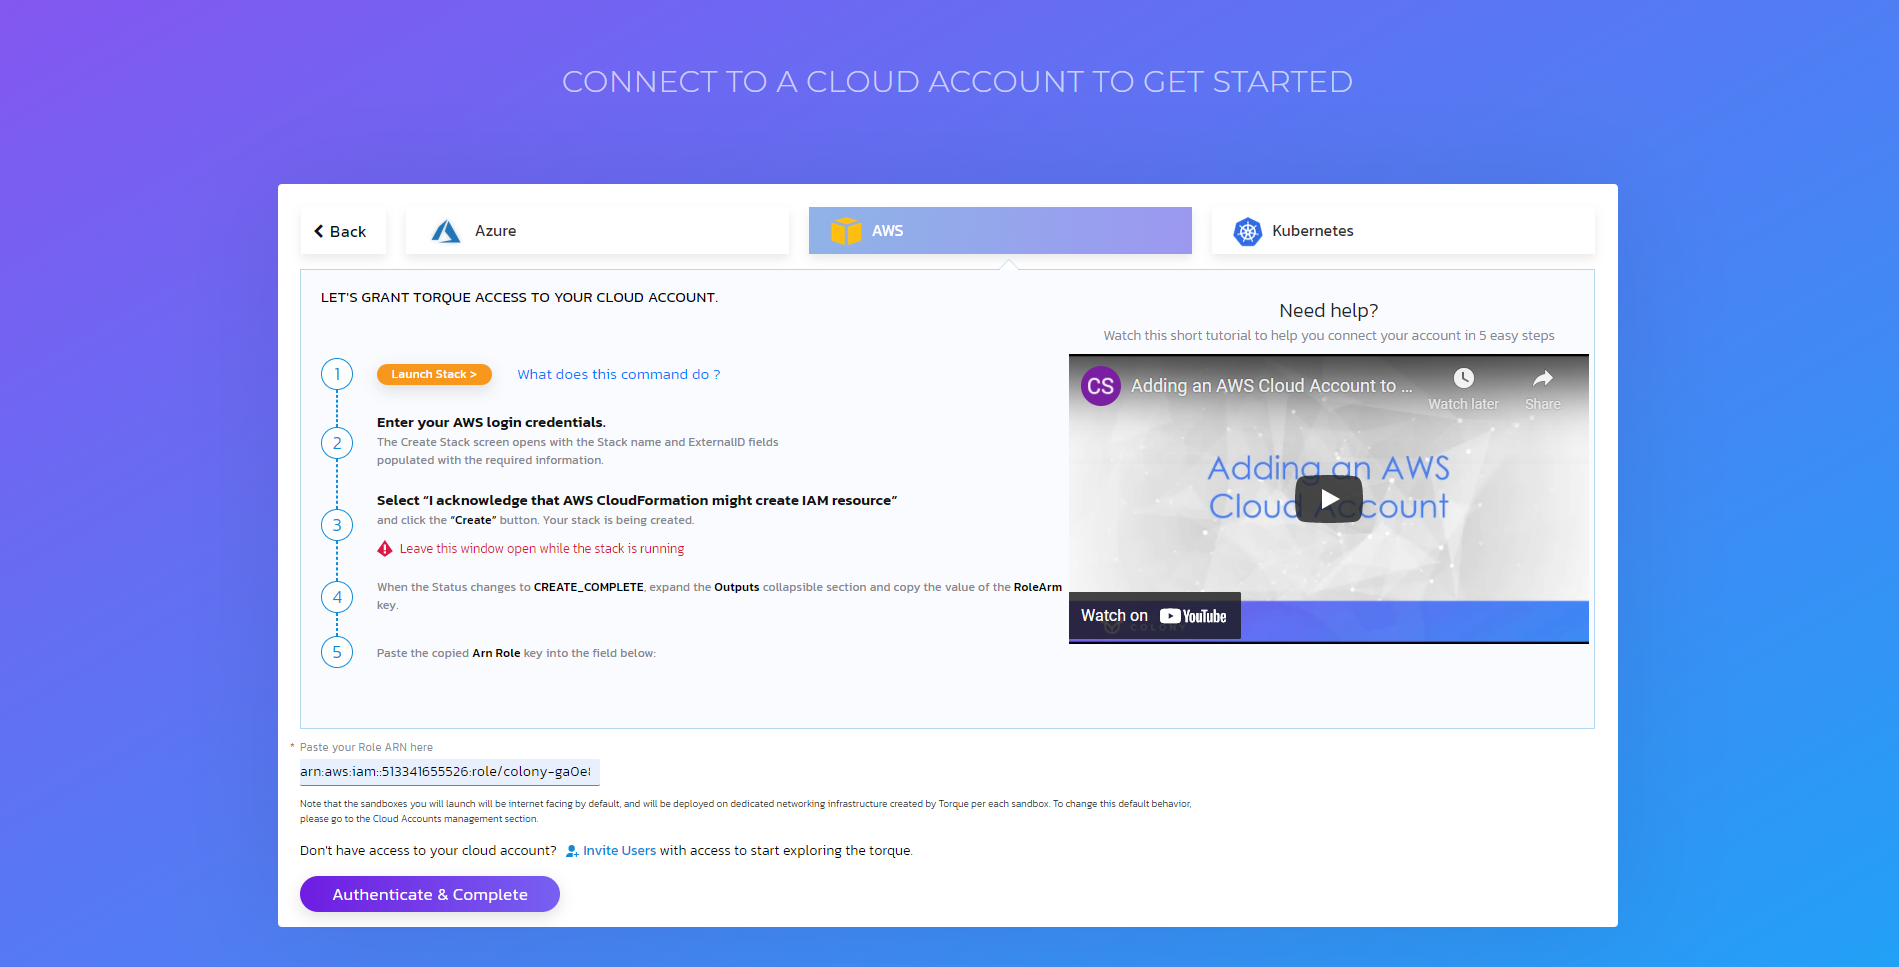 CONNECT TO A CLOUD ACCOUNT TO GET STARTED
Back
Azure
AWS
Kubernetes
LET'S GRANT TORQUE ACCESS TO YOUR CLOUD ACCOUNT.
1
Launch Stack >
What does this command do ?
2
Enter your AWS login credentials.
The Create Stack screen opens with the Stack name and ExternalID fields
populated with the required information.
3
Select “I acknowledge that AWS CloudFormation might create IAM resource”
and click the “Create” button. Your stack is being created.
Leave this window open while the stack is running
4
When the Status changes to CREATE_COMPLETE, expand the Outputs collapsible section and copy the value of the RoleArm
key.
5
Paste the copied Arn Role key into the field below:
Need help?
Watch this short tutorial to help you connect your account in 5 easy steps
CS
Adding an AWS Cloud Account to ...
Watch later
Share
Adding an AWS
Cloud Account
Watch on YouTube
COLONY
* Paste your Role ARN here
arn:aws:iam::513341655526:role/colony-ga0e
Note that the sandboxes you will launch will be internet facing by default, and will be deployed on dedicated networking infrastructure created by Torque per each sandbox. To change this default behavior,
please go to the Cloud Accounts management section.
Don't have access to your cloud account? Invite Users with access to start exploring the torque.
Authenticate & Complete